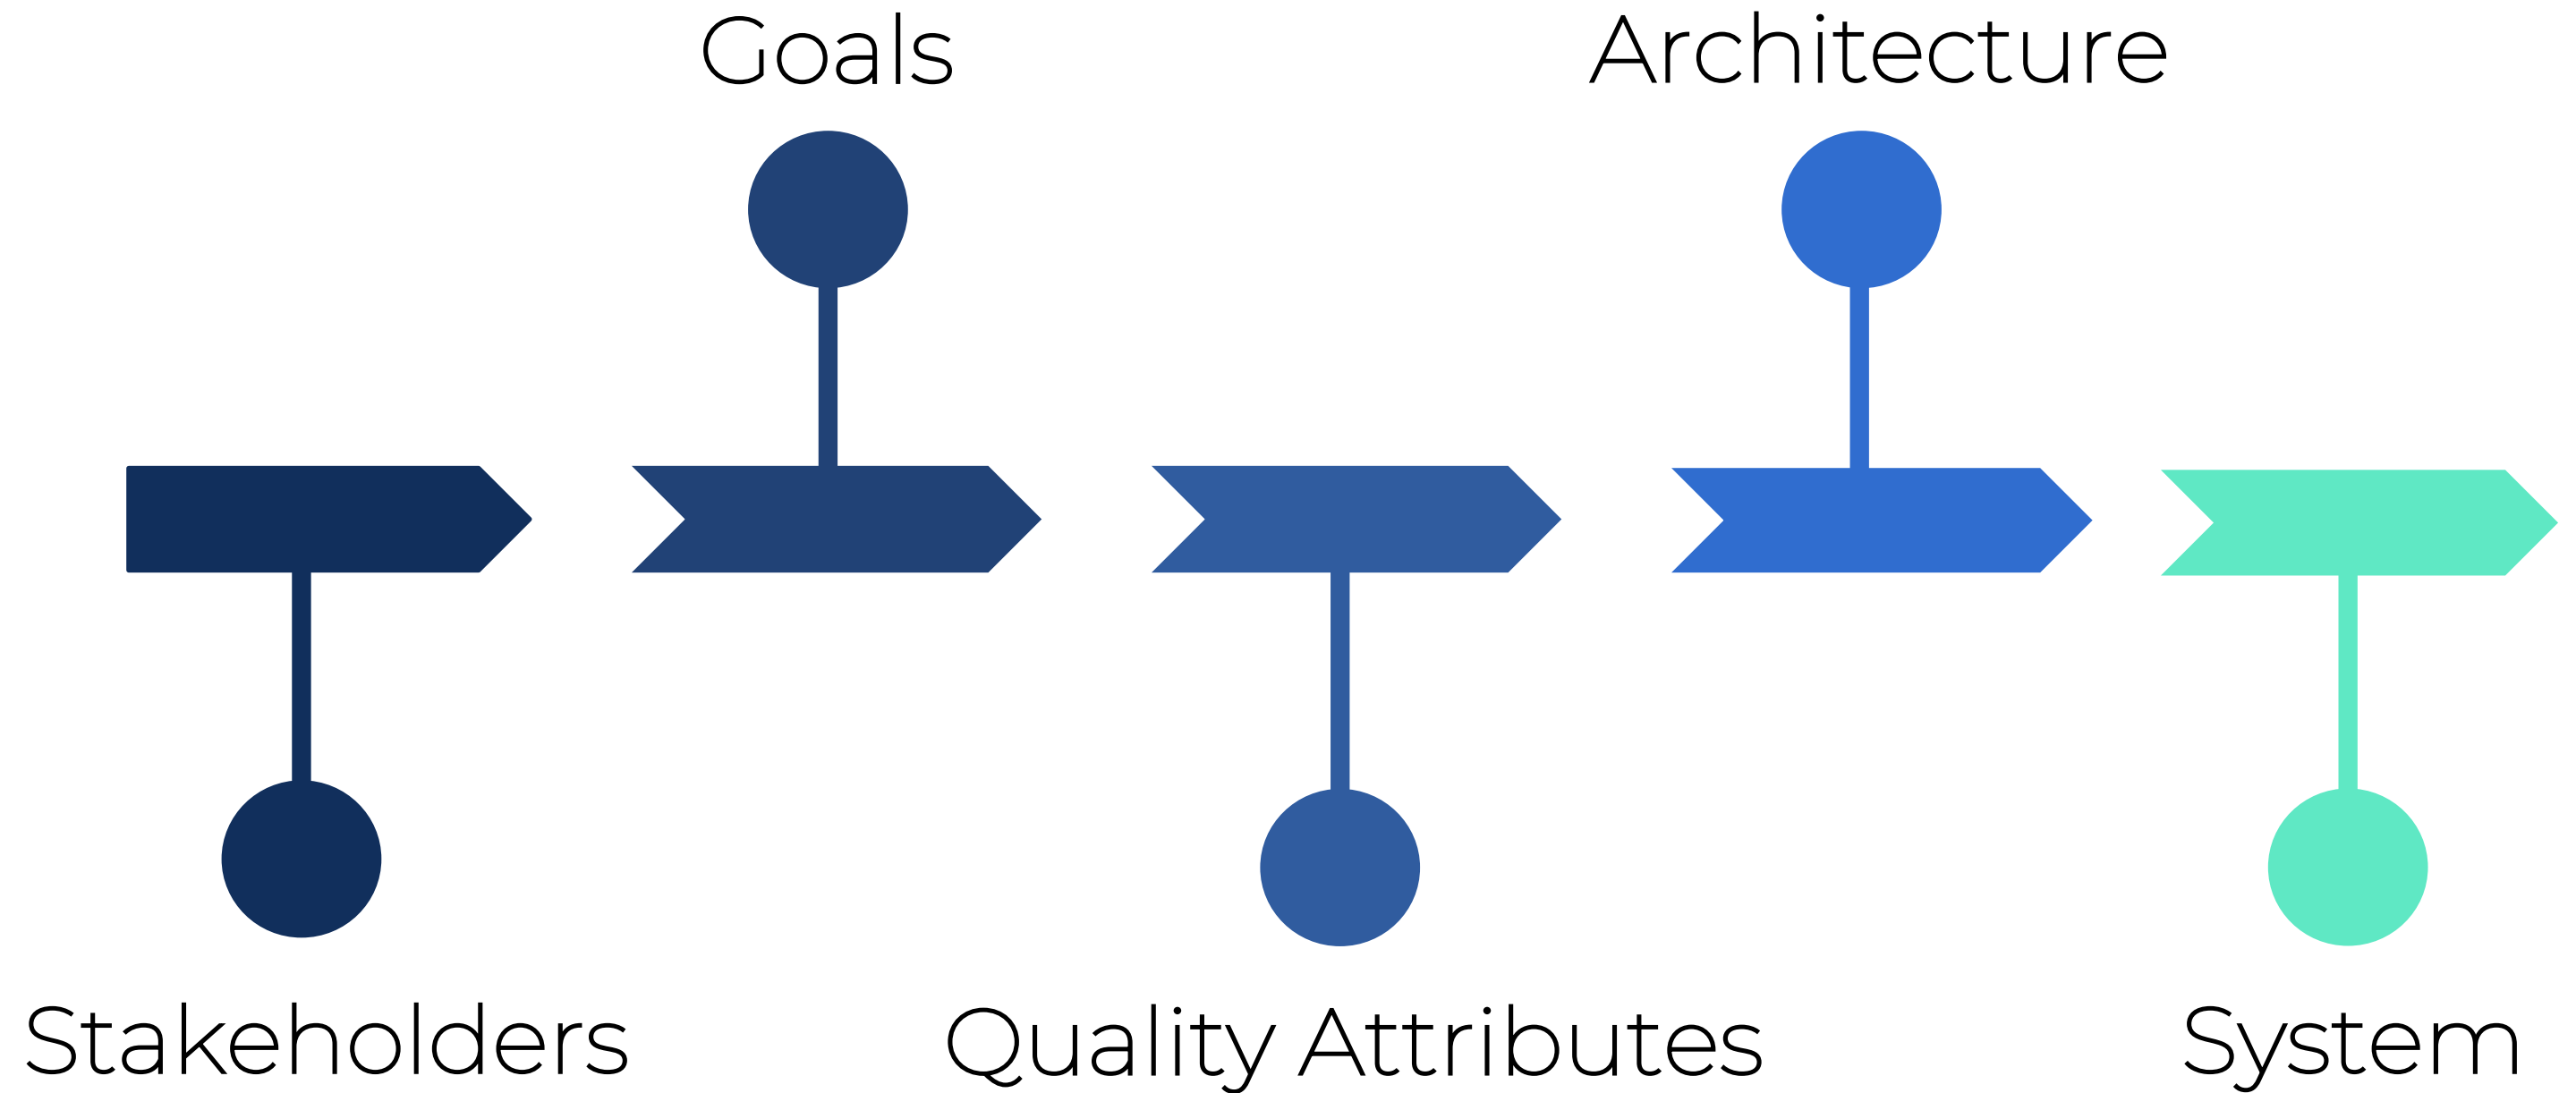 Goals
Architecture
Stakeholders
Quality Attributes
System